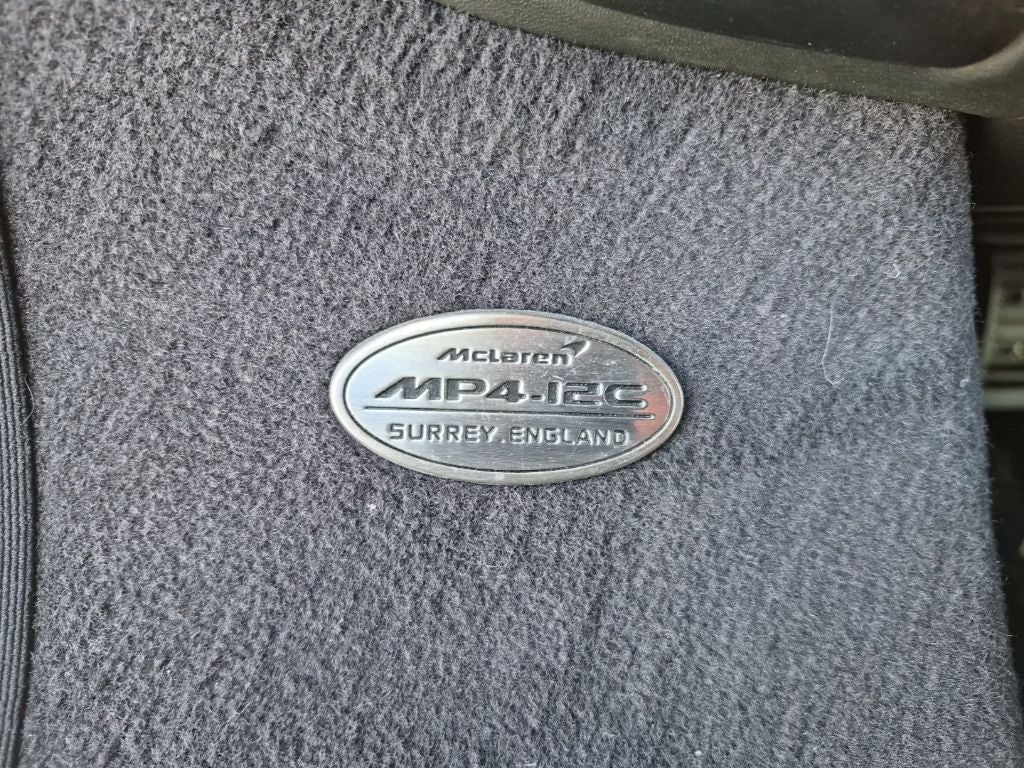 McLaren
MP4-12C
SURREY. ENGLAND